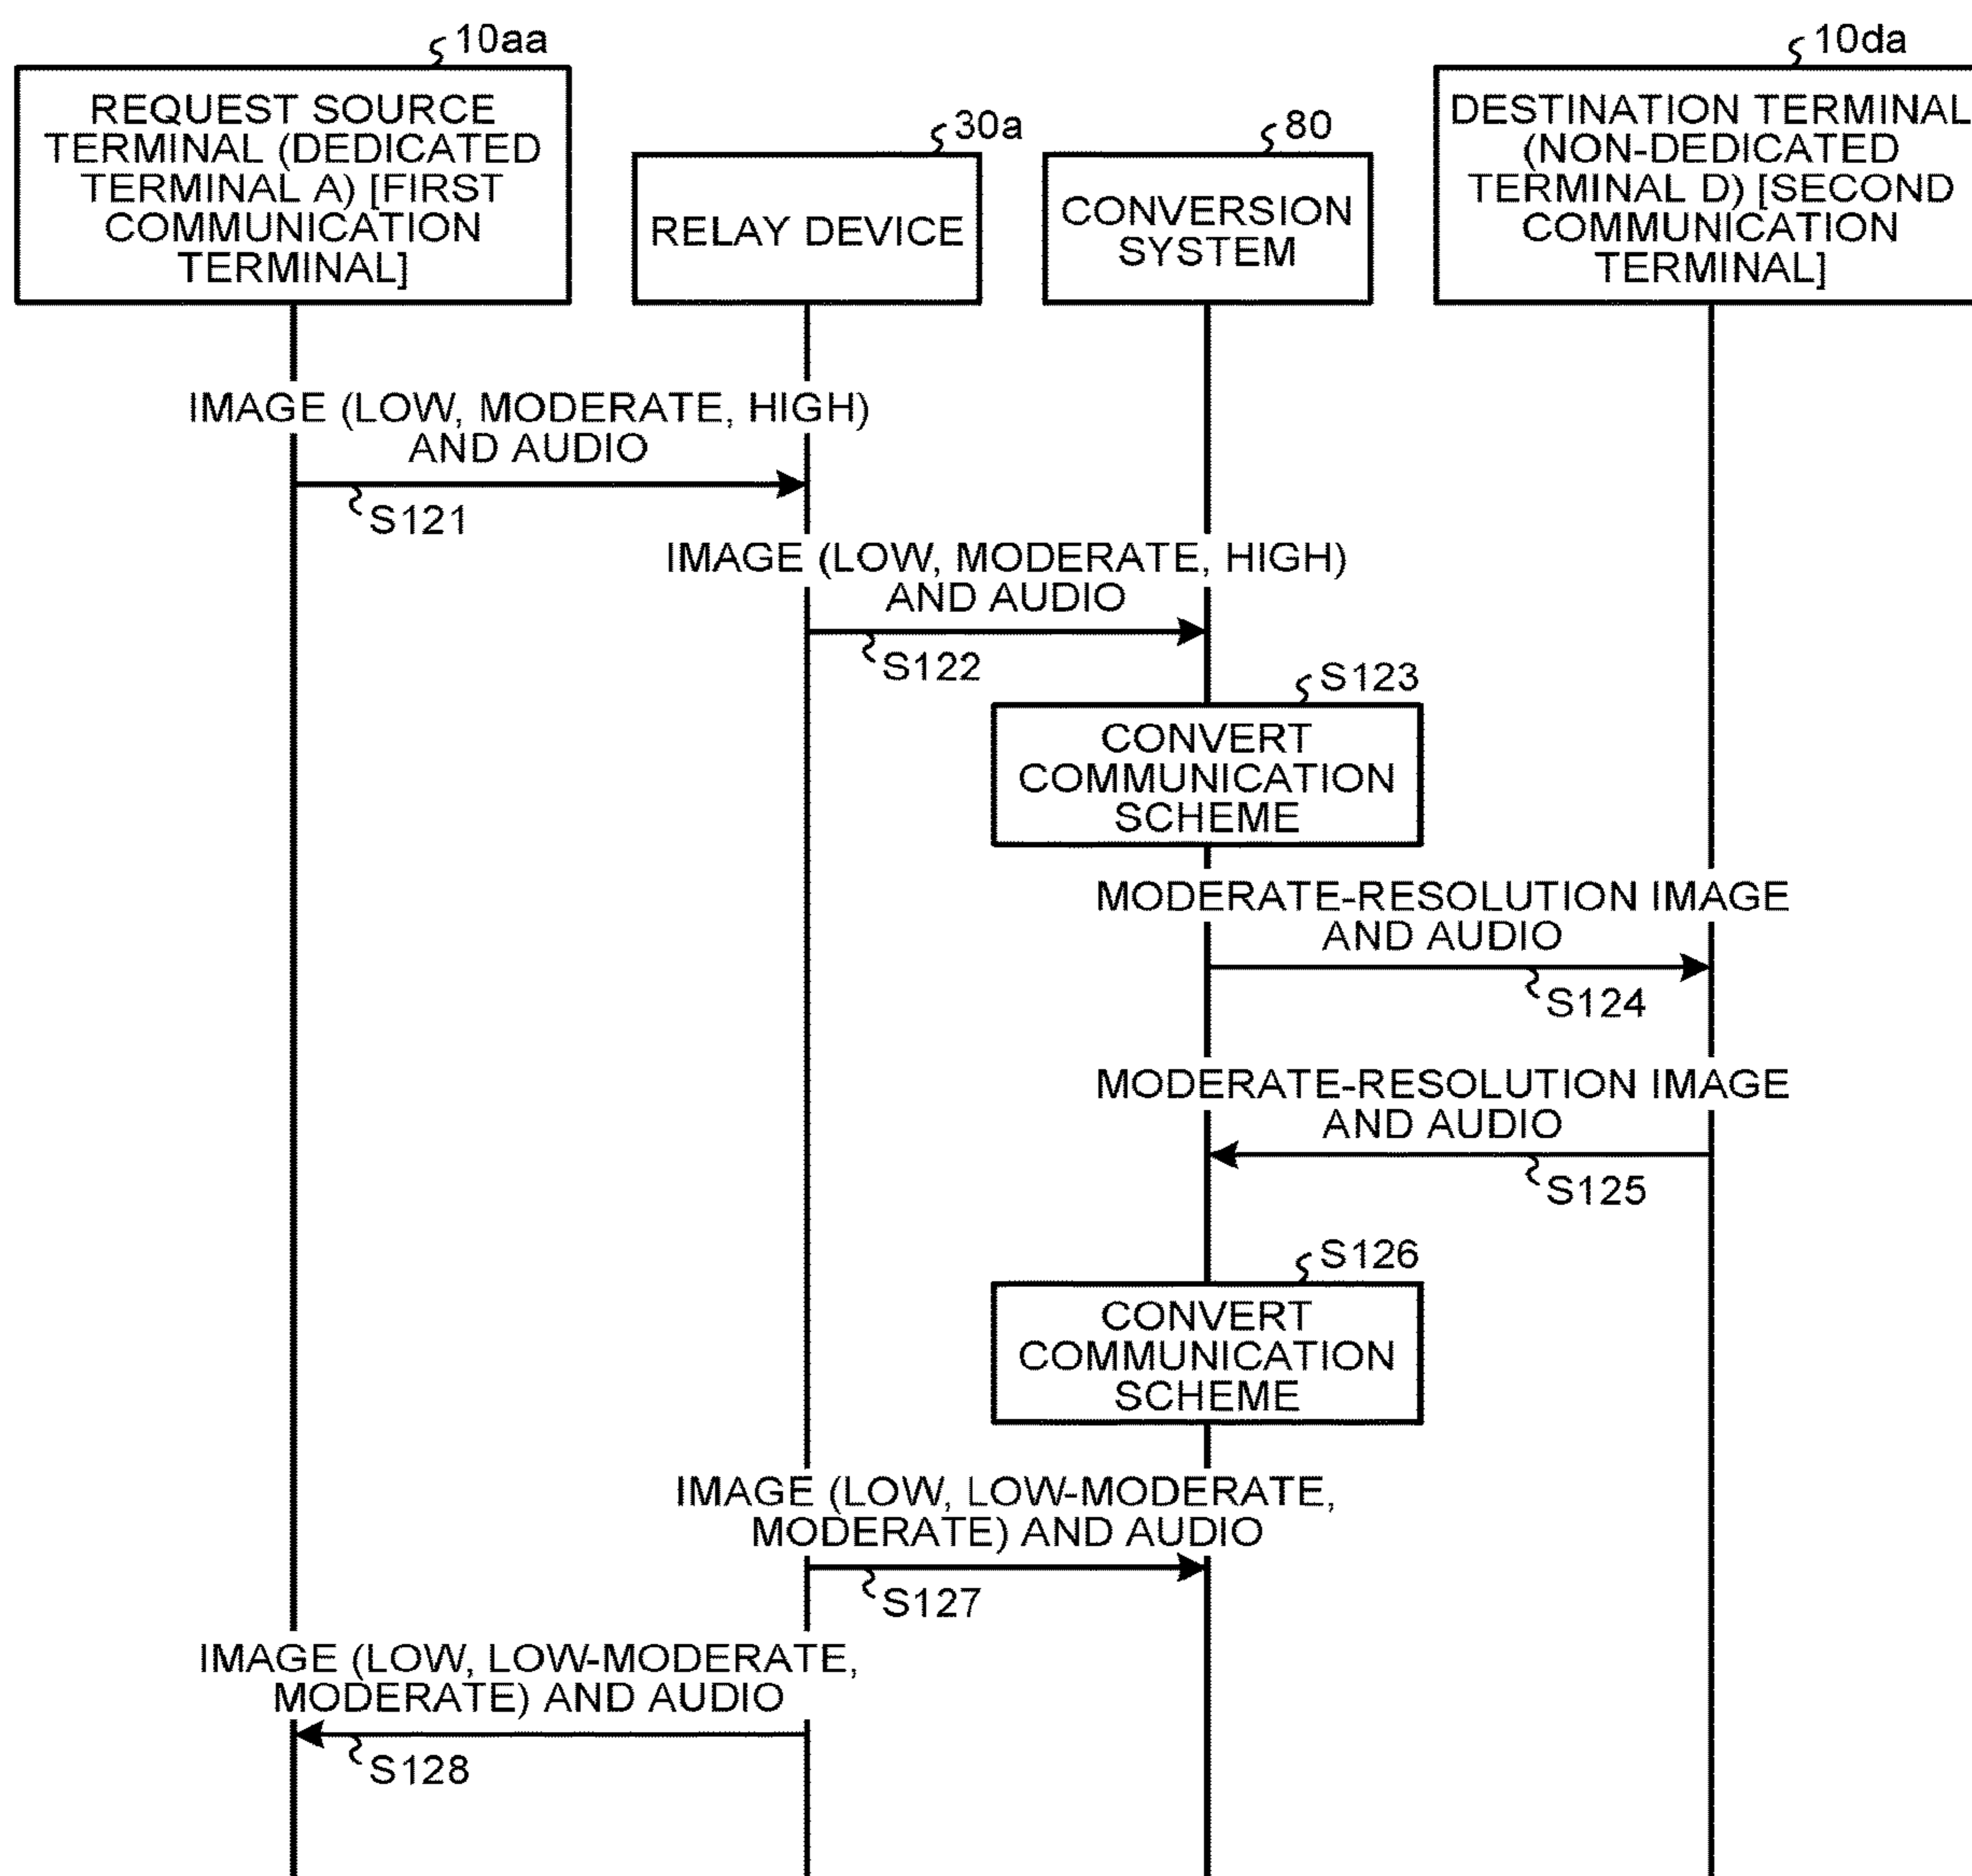 10aa
REQUEST SOURCE
TERMINAL (DEDICATED
TERMINAL A) [FIRST
COMMUNICATION
TERMINAL]
30a
RELAY DEVICE
80
CONVERSION
SYSTEM
10da
DESTINATION TERMINAL
(NON-DEDICATED
TERMINAL D) [SECOND
COMMUNICATION
TERMINAL]
IMAGE (LOW, MODERATE, HIGH)
AND AUDIO
S121
IMAGE (LOW, MODERATE, HIGH)
AND AUDIO
S122
S123
CONVERT
COMMUNICATION
SCHEME
MODERATE-RESOLUTION IMAGE
AND AUDIO
S124
MODERATE-RESOLUTION IMAGE
AND AUDIO
S125
S126
CONVERT
COMMUNICATION
SCHEME
IMAGE (LOW, LOW-MODERATE,
MODERATE) AND AUDIO
S127
IMAGE (LOW, LOW-MODERATE,
MODERATE) AND AUDIO
S128